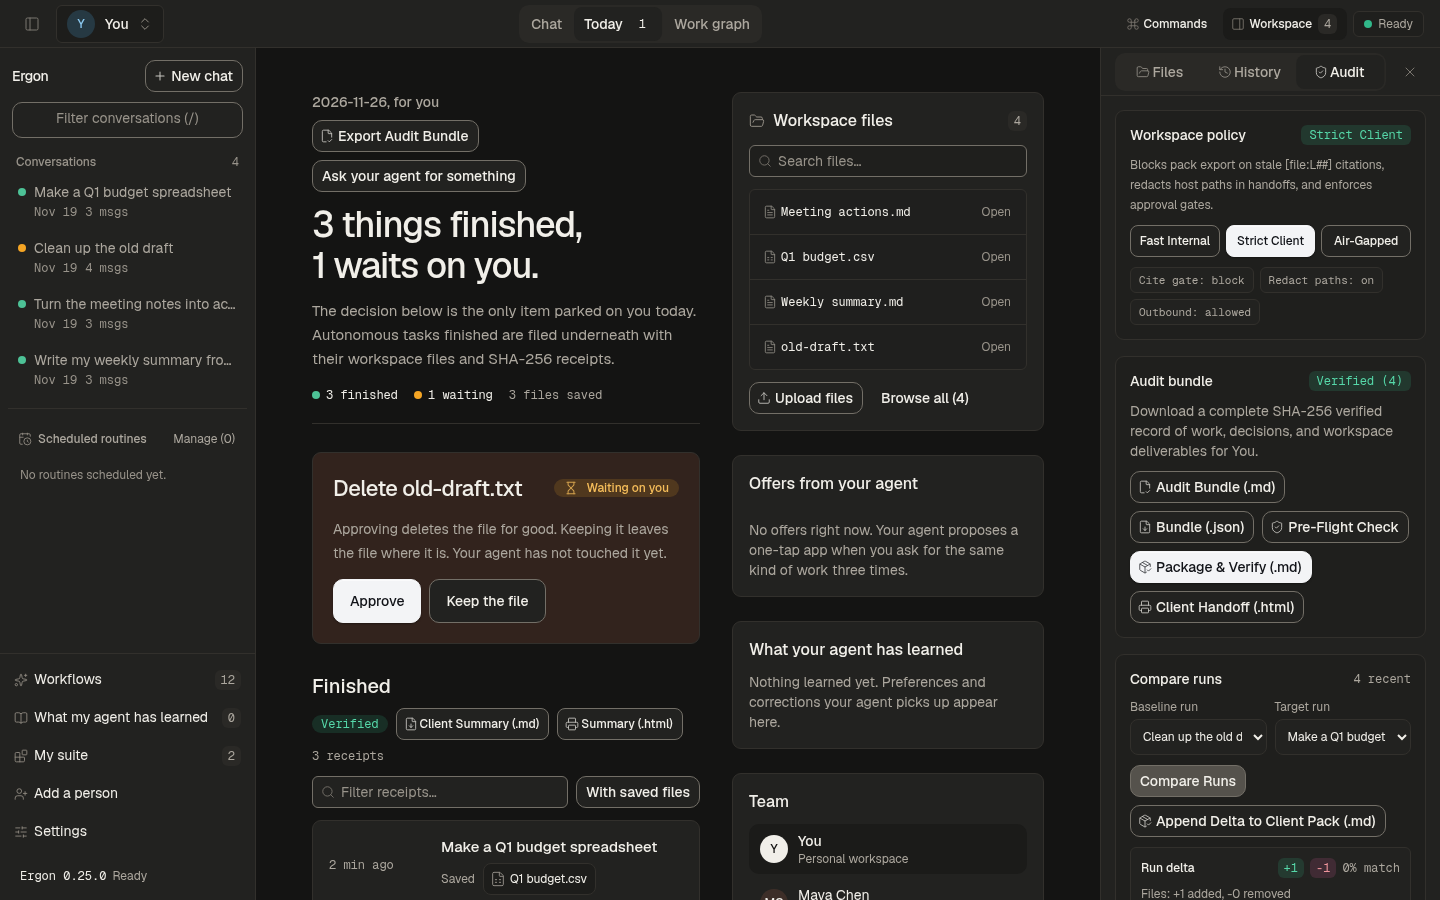 Y You
Chat Today 1 Work graph
Commands Workspace 4 Ready
Ergon
New chat
Filter conversations (/)
Conversations 4
Make a Q1 budget spreadsheet
Nov 19 3 msgs
Clean up the old draft
Nov 19 4 msgs
Turn the meeting notes into ac…
Nov 19 3 msgs
Write my weekly summary fro…
Nov 19 3 msgs
Scheduled routines Manage (0)
No routines scheduled yet.
Workflows 12
What my agent has learned 0
My suite 2
Add a person
Settings
Ergon 0.25.0 Ready
2026-11-26, for you
Export Audit Bundle
Ask your agent for something
3 things finished,
1 waits on you.
The decision below is the only item parked on you today.
Autonomous tasks finished are filed underneath with
their workspace files and SHA-256 receipts.
3 finished 1 waiting 3 files saved
Delete old-draft.txt Waiting on you
Approving deletes the file for good. Keeping it leaves
the file where it is. Your agent has not touched it yet.
Approve Keep the file
Finished
Verified Client Summary (.md) Summary (.html)
3 receipts
Filter receipts… With saved files
Make a Q1 budget spreadsheet
2 min ago
Saved Q1 budget.csv
Workspace files 4
Search files…
Meeting actions.md Open
Q1 budget.csv Open
Weekly summary.md Open
old-draft.txt Open
Upload files Browse all (4)
Offers from your agent
No offers right now. Your agent proposes a
one-tap app when you ask for the same
kind of work three times.
What your agent has learned
Nothing learned yet. Preferences and
corrections your agent picks up appear
here.
Team
Y You
Personal workspace
Maya Chen
Files History Audit
Workspace policy Strict Client
Blocks pack export on stale [file:L##] citations,
redacts host paths in handoffs, and enforces
approval gates.
Fast Internal Strict Client Air-Gapped
Cite gate: block Redact paths: on
Outbound: allowed
Audit bundle Verified (4)
Download a complete SHA-256 verified
record of work, decisions, and workspace
deliverables for You.
Audit Bundle (.md)
Bundle (.json) Pre-Flight Check
Package & Verify (.md)
Client Handoff (.html)
Compare runs 4 recent
Baseline run Target run
Clean up the old d Make a Q1 budget
Compare Runs
Append Delta to Client Pack (.md)
Run delta +1 -1 0% match
Files: +1 added, -0 removed